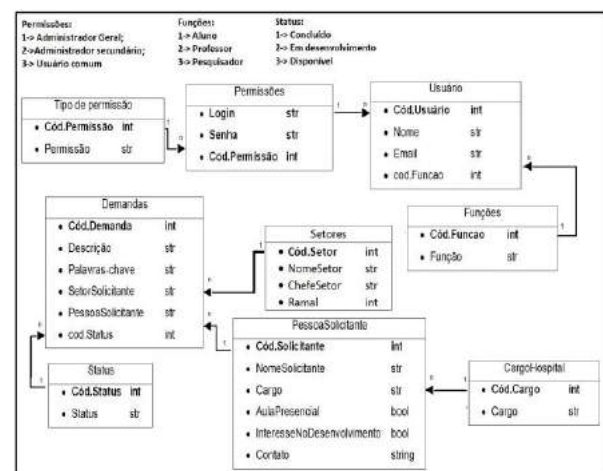 Permissões:
1-> Administrador Geral;
2->Administrador secundário;
3-> Usuário comum
Funções:
1-> Aluno
2-> Professor
3-> Pesquisador
Status:
1-> Concluído
2-> Em desenvolvimento
3-> Disponível
Tipo de permissão
• Cód.Permissão int
• Permissão str
Permissões
• Login str
• Senha str
• Cod.Permissão int
Usuário
• Cód.Usuário int
• Nome str
• Email str
• cod.Funcao int
Demandas
• Cód.Demanda int
• Descrição str
• Palavras-chave str
• SetorSolicitante str
• PessoaSolicitante str
• cod.Status int
Setores
• Cód.Setor int
• NomeSetor str
• ChefeSetor str
• Ramal int
Funções
• Cód.Funcao int
• Função str
Status
• Cód.Status int
• Status str
PessoaSolicitante
• Cód.Solicitante int
• NomeSolicitante str
• Cargo str
• AulaPresencial bool
• InteresseNoDesenvolvimento bool
• Contato string
CargoHospital
• Cód.Cargo int
• Cargo str